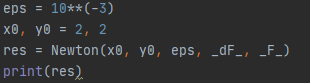 eps = 10**(-3)
x0, y0 = 2, 2
res = Newton(x0, y0, eps, _dF_, _F_)
print(res)